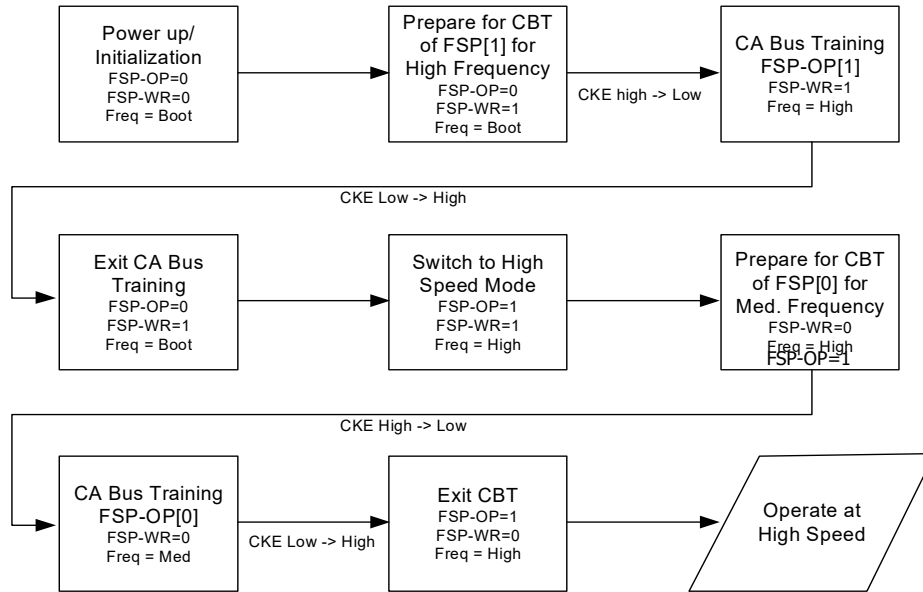 Power up/
Initialization
FSP-OP=0
FSP-WR=0
Freq = Boot
Prepare for CBT
of FSP[1] for
High Frequency
FSP-OP=0
FSP-WR=1
Freq = Boot
CKE high -> Low
CA Bus Training
FSP-OP[1]
FSP-WR=1
Freq = High
CKE Low -> High
Exit CA Bus
Training
FSP-OP=0
FSP-WR=1
Freq = Boot
Switch to High
Speed Mode
FSP-OP=1
FSP-WR=1
Freq = High
Prepare for CBT
of FSP[0] for
Med. Frequency
FSP-WR=0
Freq = High
FSP-OP=1
CKE High -> Low
CA Bus Training
FSP-OP[0]
FSP-WR=0
Freq = Med
CKE Low -> High
Exit CBT
FSP-OP=1
FSP-WR=0
Freq = High
Operate at
High Speed